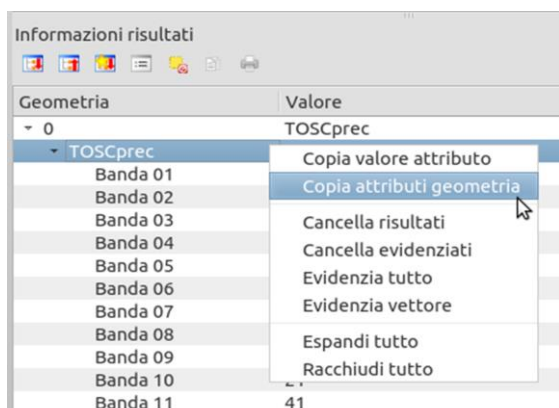 Informazioni risultati
Geometria Valore
0 TOSCprec
TOSCprec
Banda 01
Copia valore attributo
Banda 02
Copia attributi geometria
Banda 03
Cancella risultati
Banda 04
Cancella evidenziati
Banda 05
Evidenzia tutto
Banda 06
Evidenzia vettore
Banda 07
Banda 08
Espandi tutto
Banda 09
Racchiudi tutto
Banda 10
Banda 11 41